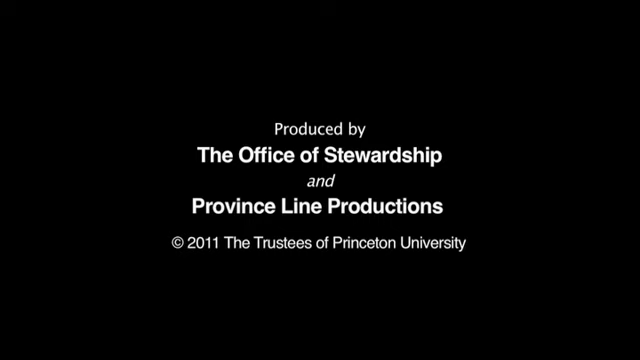 Produced by
The Office of Stewardship
and
Province Line Productions
© 2011 The Trustees of Princeton University